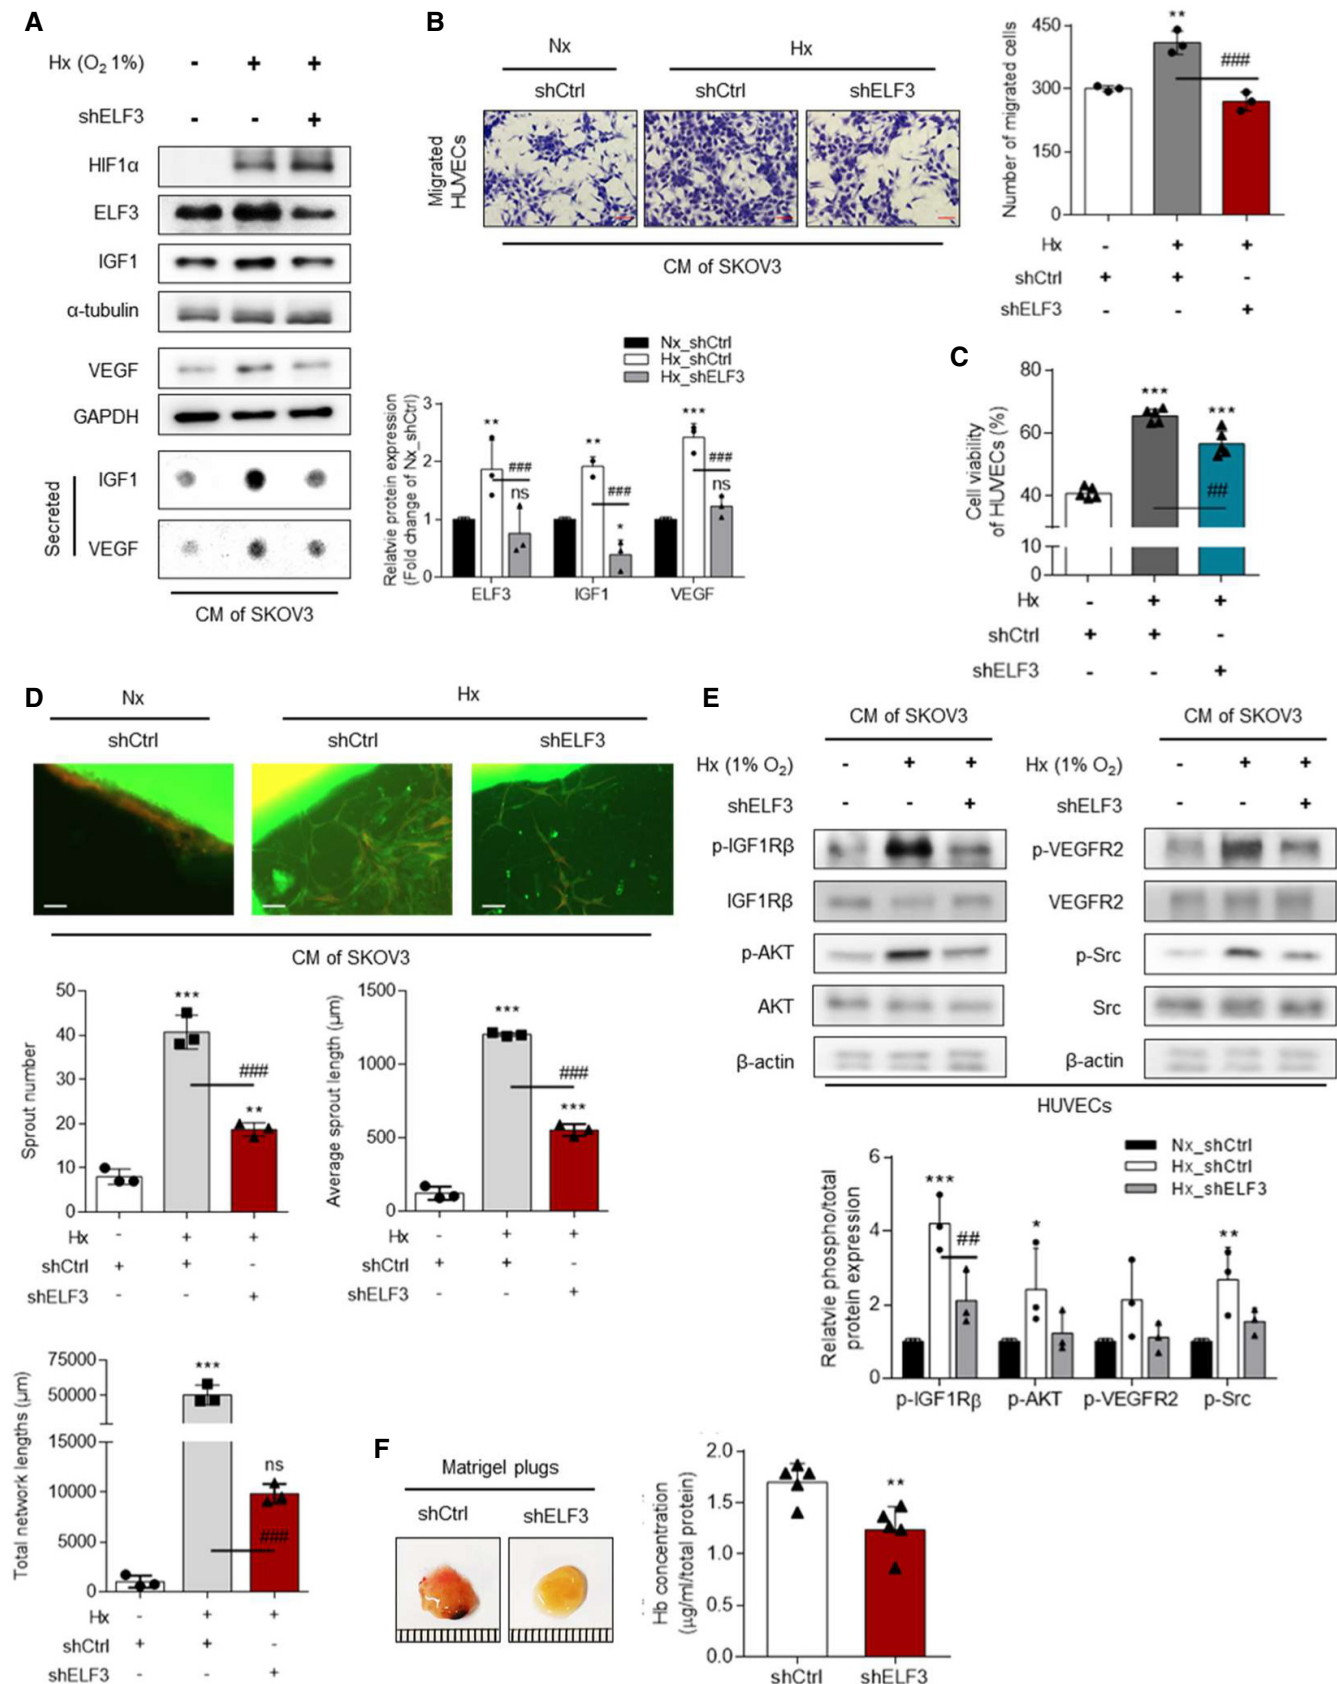 A
Hx (O₂ 1%) - + +
shELF3 - - +
HIF1α
ELF3
IGF1
α-tubulin
VEGF
GAPDH
Secreted
IGF1
VEGF
CM of SKOV3
B
Nx Hx
shCtrl shCtrl shELF3
Migrated
HUVECs
CM of SKOV3
Number of migrated cells
450
300
150
0
**
###
Hx - + +
shCtrl + + -
shELF3 - - +
Nx_shCtrl
Hx_shCtrl
Hx_shELF3
Relatvie protein expression
(Fold change of Nx_shCtrl)
3
2
1
0
** ### ns
** ### *
*** ### ns
ELF3 IGF1 VEGF
C
Cell viability
of HUVECs (%)
80
60
40
10
0
*** ***
##
Hx - + +
shCtrl + + -
shELF3 - - +
D
Nx Hx
shCtrl shCtrl shELF3
CM of SKOV3
Sprout number
50
40
30
20
10
0
***
###
**
Hx - + +
shCtrl + + -
shELF3 - - +
Average sprout length (μm)
1500
1000
500
0
***
###
***
Hx - + +
shCtrl + + -
shELF3 - - +
Total network lengths (μm)
75000
50000
15000
10000
5000
0
***
ns
###
Hx - + +
shCtrl + + -
shELF3 - - +
E
CM of SKOV3 CM of SKOV3
Hx (1% O₂) - + + Hx (1% O₂) - + +
shELF3 - - + shELF3 - - +
p-IGF1Rβ p-VEGFR2
IGF1Rβ VEGFR2
p-AKT p-Src
AKT Src
β-actin β-actin
HUVECs
Nx_shCtrl
Hx_shCtrl
Hx_shELF3
Relatvie phospho/total
protein expression
6
4
2
0
*** ## * **
p-IGF1Rβ p-AKT p-VEGFR2 p-Src
F
Matrigel plugs
shCtrl shELF3
Hb concentration
(μg/ml/total protein)
2.0
1.5
1.0
0.5
0.0
**
shCtrl shELF3